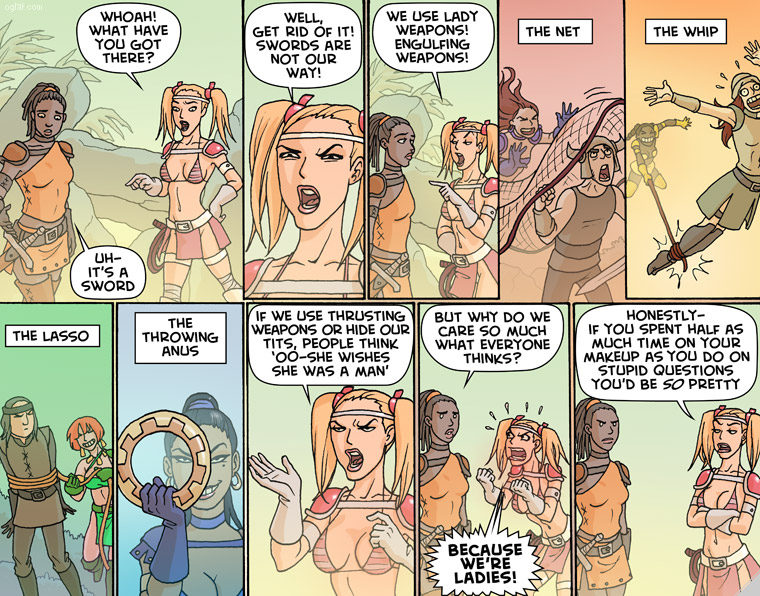 oglaf.com
WHOAH!
WHAT HAVE
YOU GOT
THERE?
UH-
IT'S A
SWORD
WELL,
GET RID OF IT!
SWORDS ARE
NOT OUR
WAY!
WE USE LADY
WEAPONS!
ENGULFING
WEAPONS!
THE NET
THE WHIP
THE LASSO
THE
THROWING
ANUS
IF WE USE THRUSTING
WEAPONS OR HIDE OUR
TITS, PEOPLE THINK
'OO-SHE WISHES
SHE WAS A MAN'
BUT WHY DO WE
CARE SO MUCH
WHAT EVERYONE
THINKS?
BECAUSE
WE'RE
LADIES!
HONESTLY-
IF YOU SPENT HALF AS
MUCH TIME ON YOUR
MAKEUP AS YOU DO ON
STUPID QUESTIONS
YOU'D BE SO PRETTY